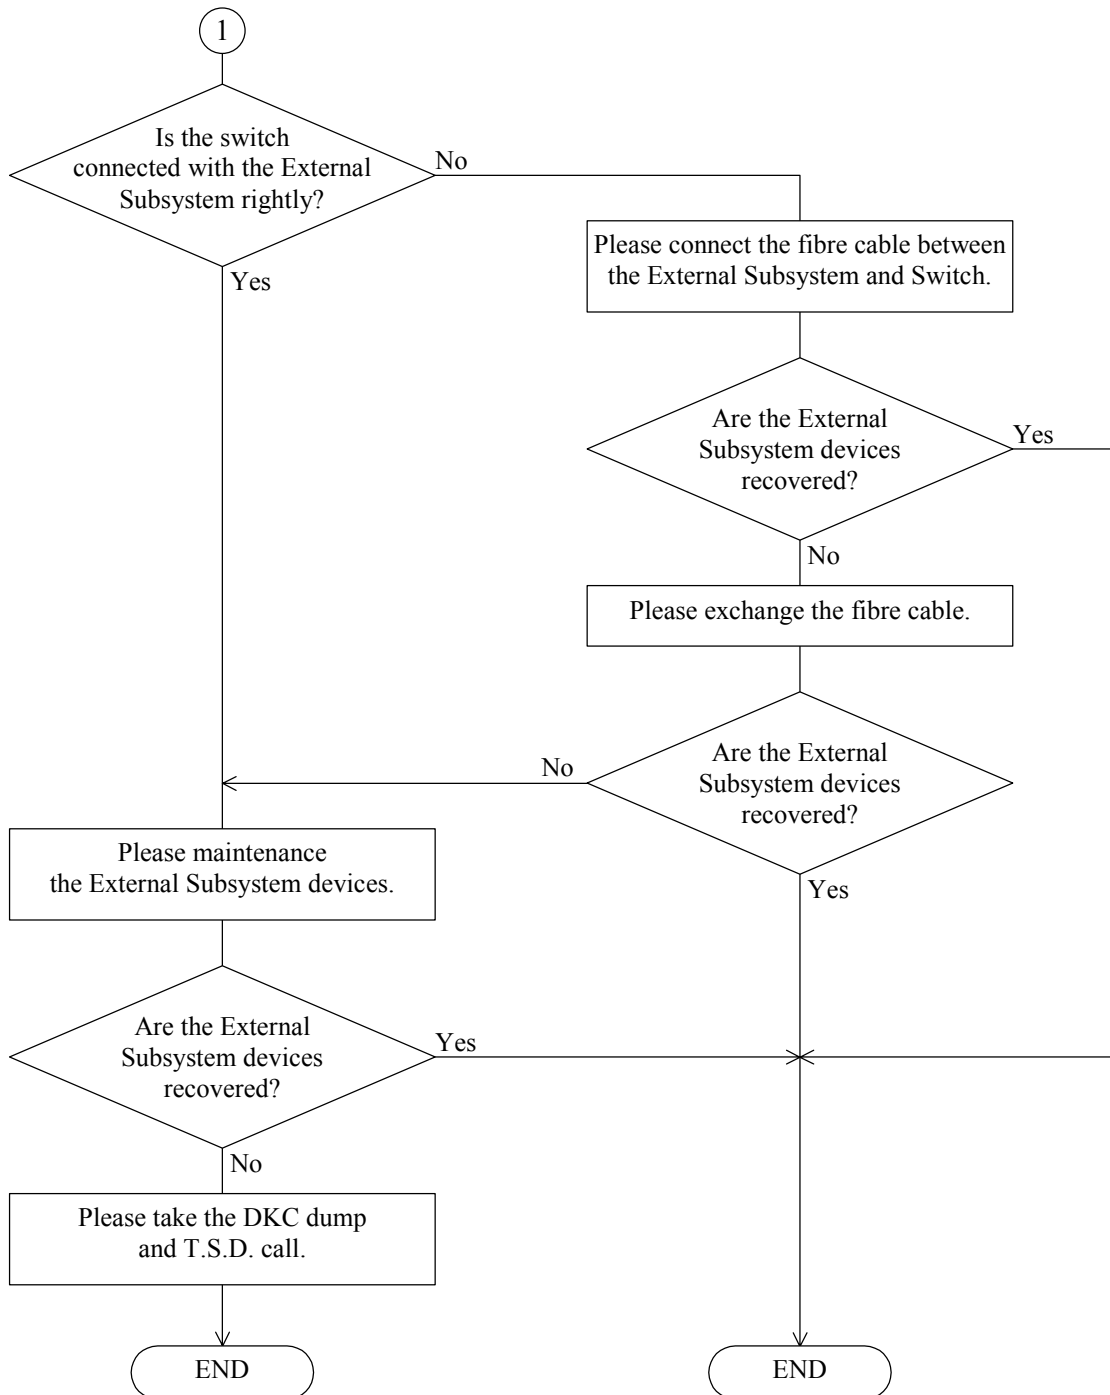 1
Is the switch
connected with the External
Subsystem rightly?
No
Yes
Please connect the fibre cable between
the External Subsystem and Switch.
Are the External
Subsystem devices
recovered?
Yes
No
Please exchange the fibre cable.
Are the External
Subsystem devices
recovered?
No
Yes
Please maintenance
the External Subsystem devices.
Are the External
Subsystem devices
recovered?
Yes
No
Please take the DKC dump
and T.S.D. call.
END
END